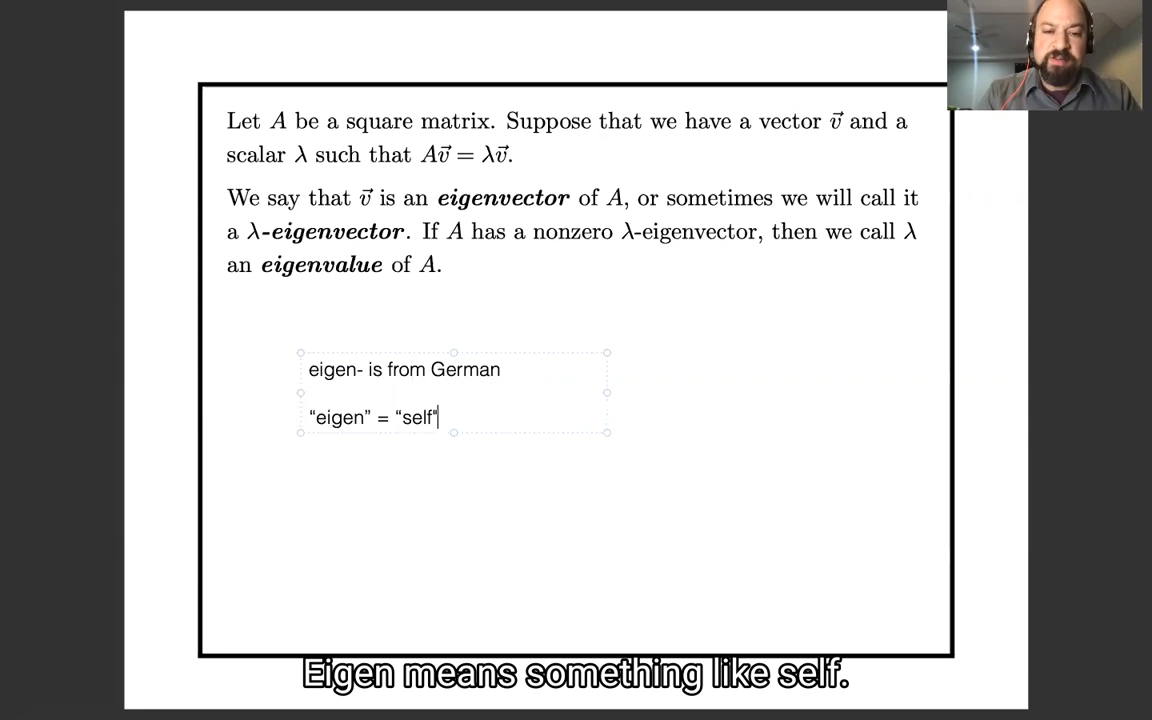 Let A be a square matrix. Suppose that we have a vector v⃗ and a
scalar λ such that Av⃗ = λv⃗.
We say that v⃗ is an eigenvector of A, or sometimes we will call it
a λ-eigenvector. If A has a nonzero λ-eigenvector, then we call λ
an eigenvalue of A.
eigen- is from German
“eigen” = “self"
Eigen means something like self.